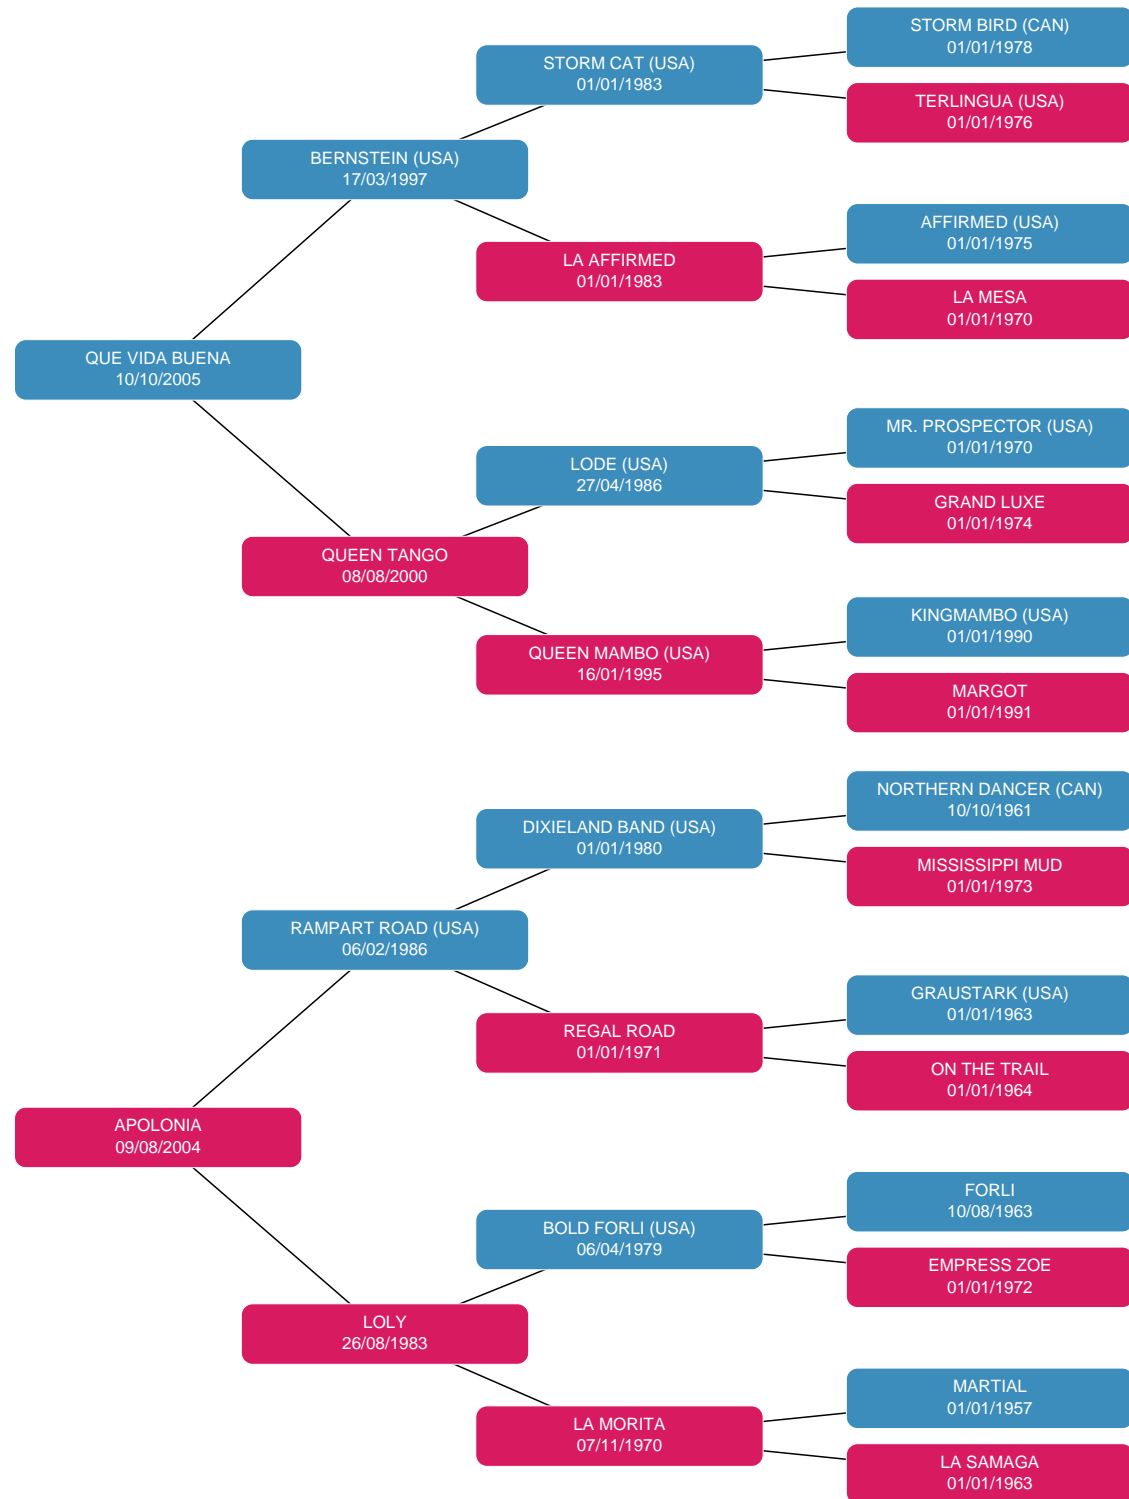 STORM BIRD (CAN)
01/01/1978
STORM CAT (USA)
01/01/1983
TERLINGUA (USA)
01/01/1976
BERNSTEIN (USA)
17/03/1997
AFFIRMED (USA)
01/01/1975
LA AFFIRMED
01/01/1983
LA MESA
01/01/1970
QUE VIDA BUENA
10/10/2005
MR. PROSPECTOR (USA)
01/01/1970
LODE (USA)
27/04/1986
GRAND LUXE
01/01/1974
QUEEN TANGO
08/08/2000
KINGMAMBO (USA)
01/01/1990
QUEEN MAMBO (USA)
16/01/1995
MARGOT
01/01/1991
NORTHERN DANCER (CAN)
10/10/1961
DIXIELAND BAND (USA)
01/01/1980
MISSISSIPPI MUD
01/01/1973
RAMPART ROAD (USA)
06/02/1986
GRAUSTARK (USA)
01/01/1963
REGAL ROAD
01/01/1971
ON THE TRAIL
01/01/1964
APOLONIA
09/08/2004
FORLI
10/08/1963
BOLD FORLI (USA)
06/04/1979
EMPRESS ZOE
01/01/1972
LOLY
26/08/1983
MARTIAL
01/01/1957
LA MORITA
07/11/1970
LA SAMAGA
01/01/1963